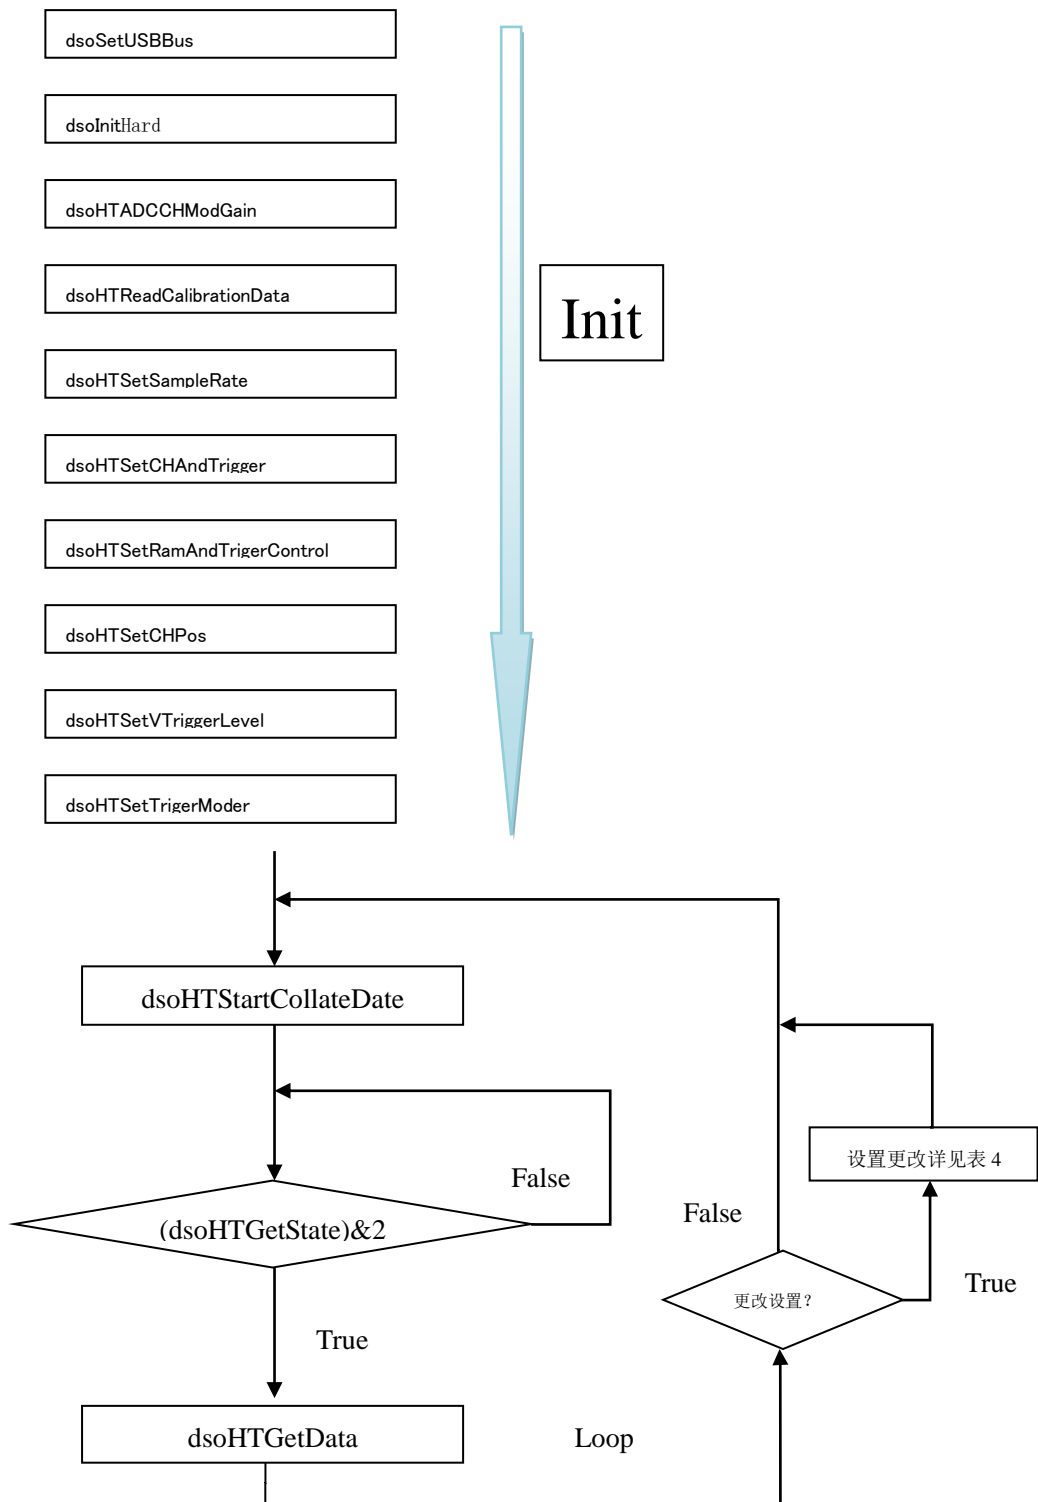 dsoSetUSBBus
dsoInitHard
dsoHTADCCHModGain
dsoHTReadCalibrationData
Init
dsoHTSetSampleRate
dsoHTSetCHAndTrigger
dsoHTSetRamAndTrigerControl
dsoHTSetCHPos
dsoHTSetVTriggerLevel
dsoHTSetTrigerModer
dsoHTStartCollateDate
设置更改详见表 4
False
(dsoHTGetState)&2
False
True
更改设置?
True
dsoHTGetData
Loop